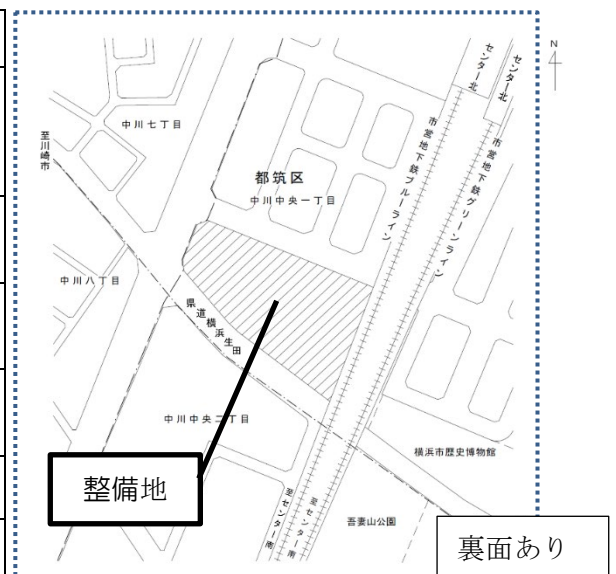 N
センター北
センター北
中川七丁目
至川崎市
市営地下鉄ブルーライン
市営地下鉄グリーンライン
都筑区
中川中央一丁目
中川八丁目
県道横浜生田
中川中央二丁目
横浜市歴史博物館
整備地
至センター南
至センター南
吾妻山公園
裏面あり